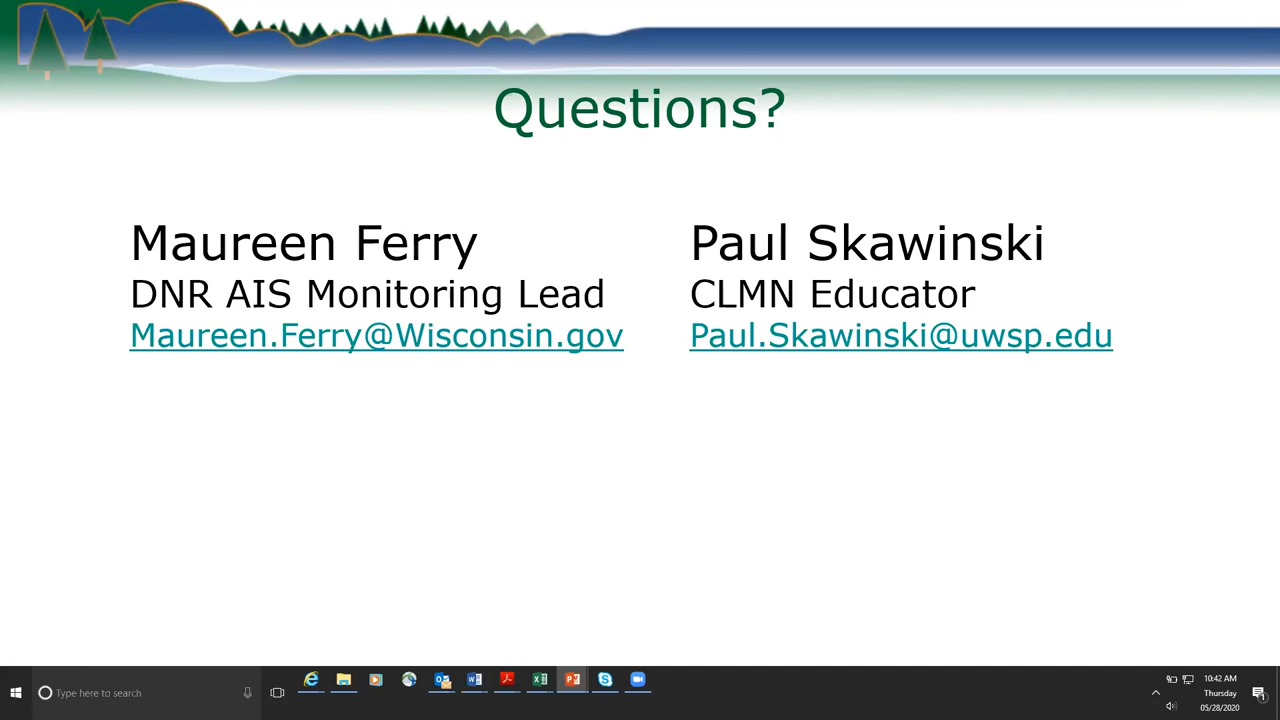 Questions?
Maureen Ferry
DNR AIS Monitoring Lead
Maureen.Ferry@Wisconsin.gov
Paul Skawinski
CLMN Educator
Paul.Skawinski@uwsp.edu
Type here to search
10:42 AM
Thursday
05/28/2020